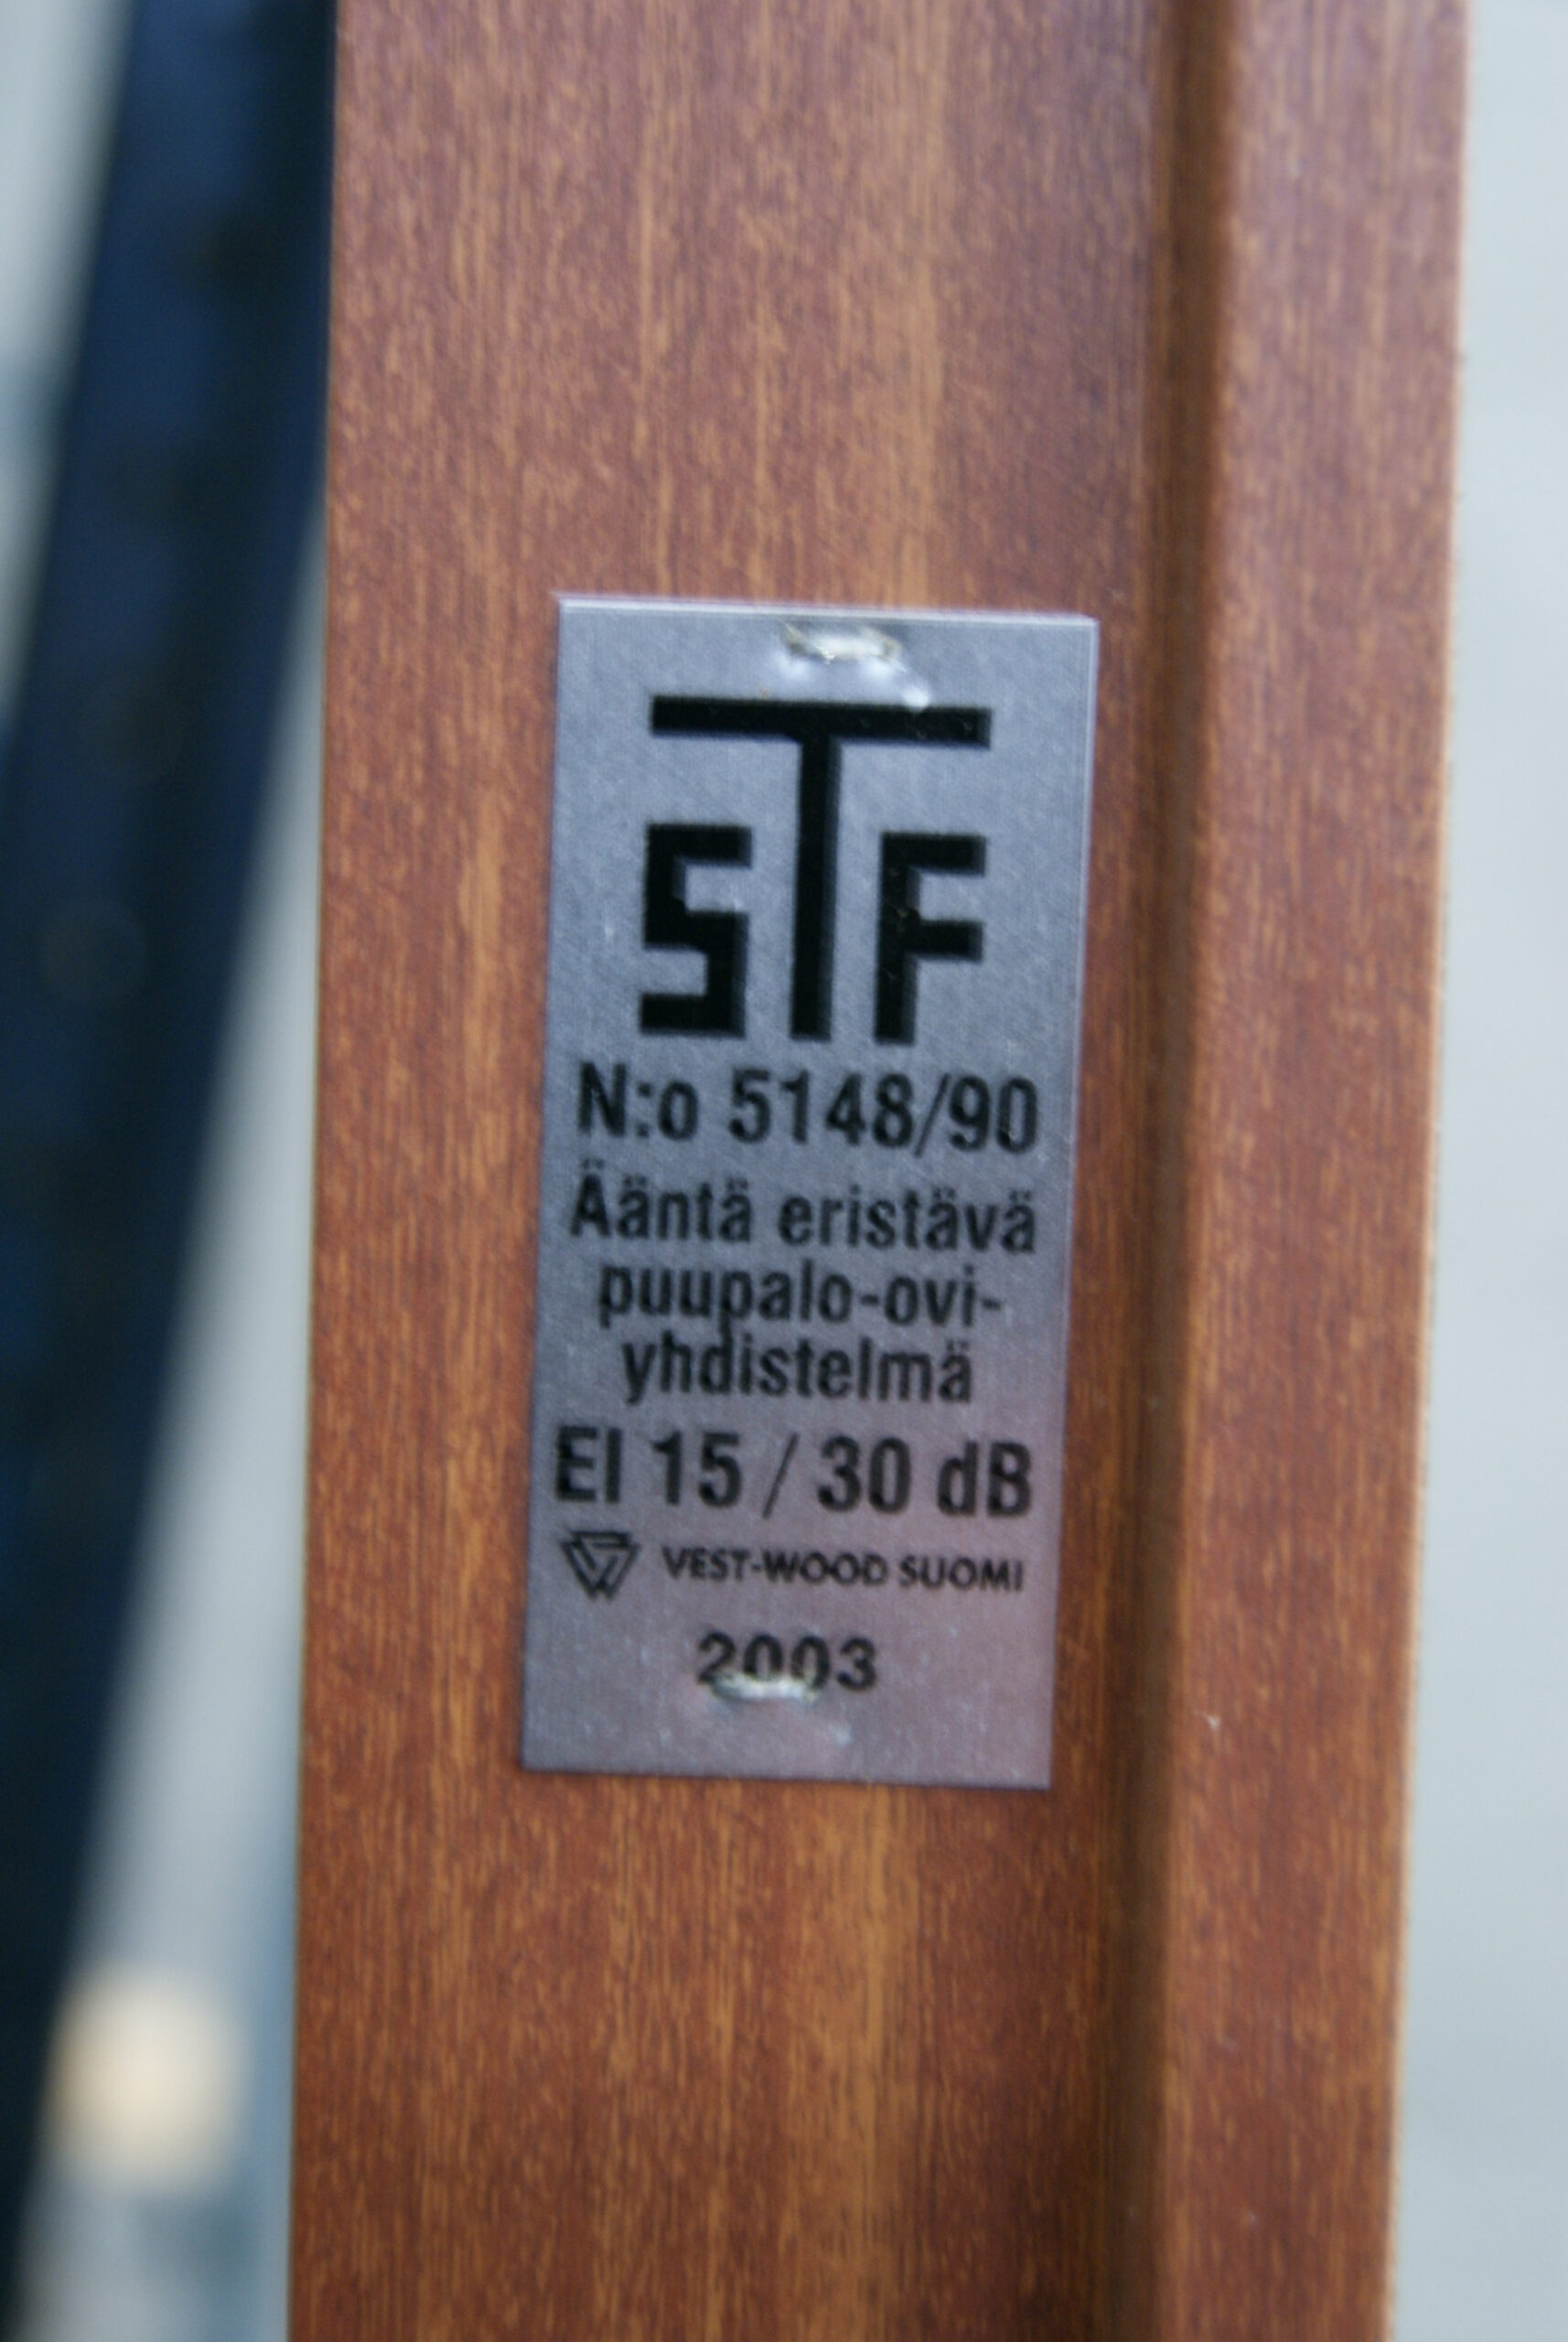 STF
N:o 5148/90
Ääntä eristävä
puupalo-ovi-
yhdistelmä
EI 15 / 30 dB
VEST-WOOD SUOMI
2003